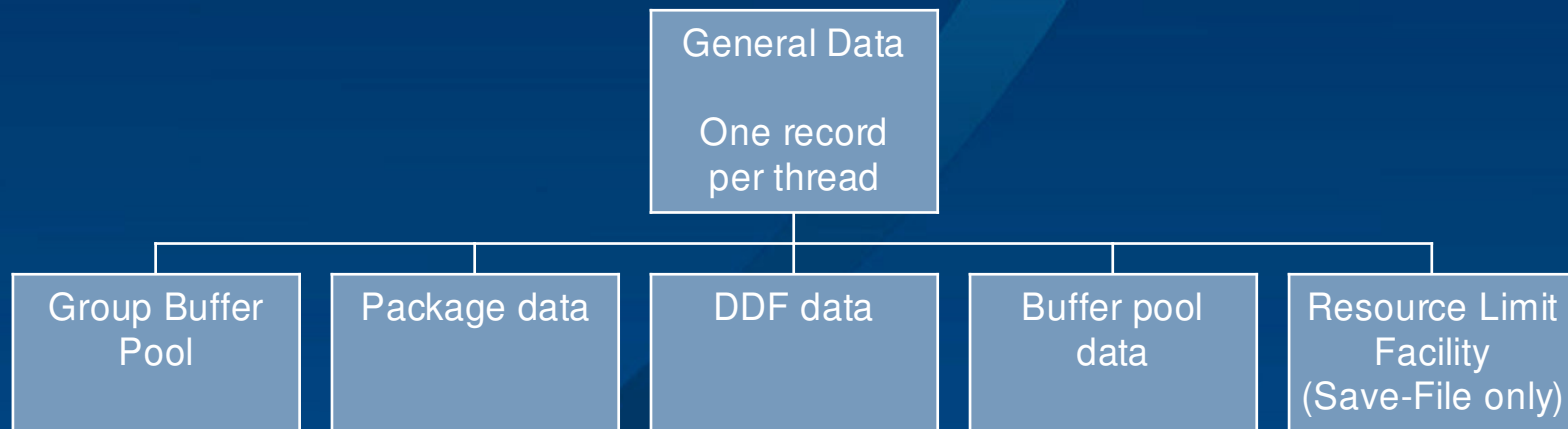 General Data
One record
per thread
Group Buffer
Pool
Package data
DDF data
Buffer pool
data
Resource Limit
Facility
(Save-File only)